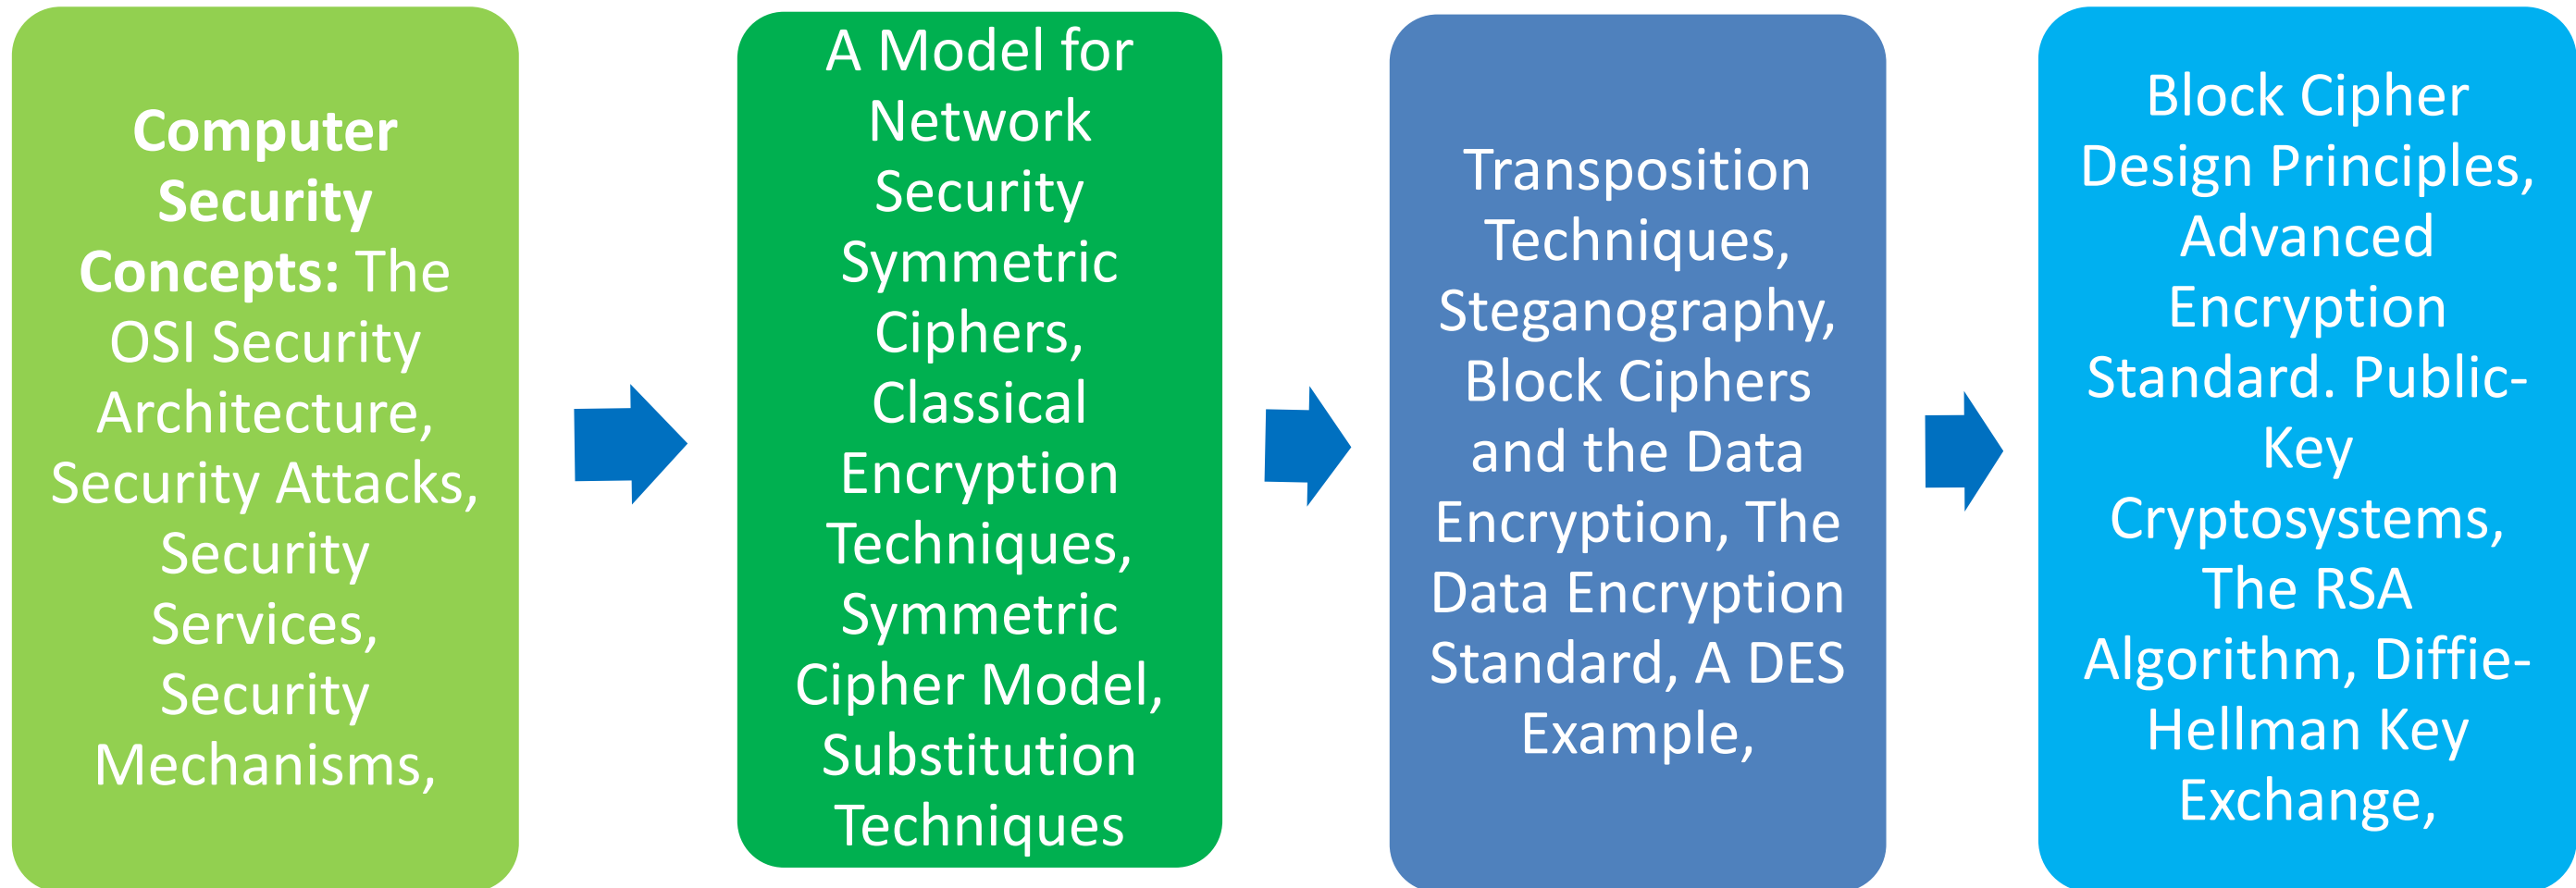 Computer
Security
Concepts: The
OSI Security
Architecture,
Security Attacks,
Security
Services,
Security
Mechanisms,
A Model for
Network
Security
Symmetric
Ciphers,
Classical
Encryption
Techniques,
Symmetric
Cipher Model,
Substitution
Techniques
Transposition
Techniques,
Steganography,
Block Ciphers
and the Data
Encryption, The
Data Encryption
Standard, A DES
Example,
Block Cipher
Design Principles,
Advanced
Encryption
Standard. Public-
Key
Cryptosystems,
The RSA
Algorithm, Diffie-
Hellman Key
Exchange,